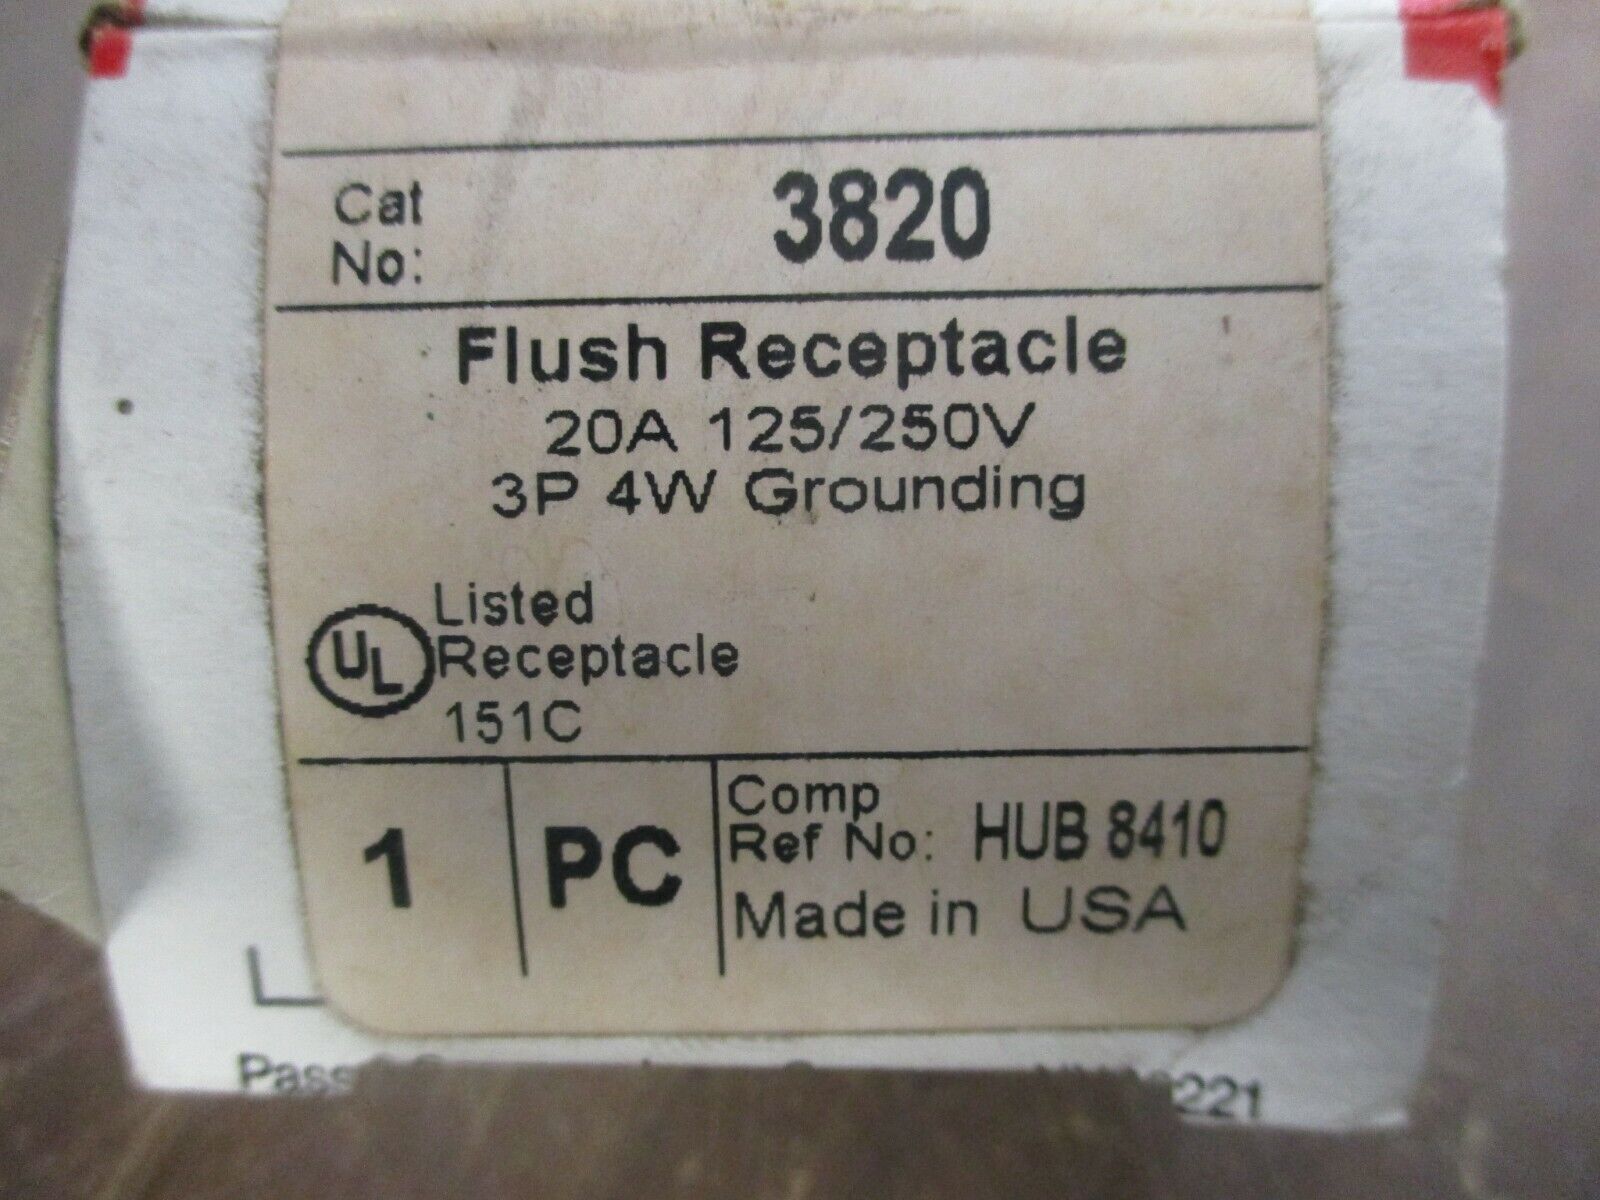 Cat No: 3820
Flush Receptacle
20A 125/250V
3P 4W Grounding
UL Listed
Receptacle
151C
1 PC
Comp
Ref No: HUB 8410
Made in USA